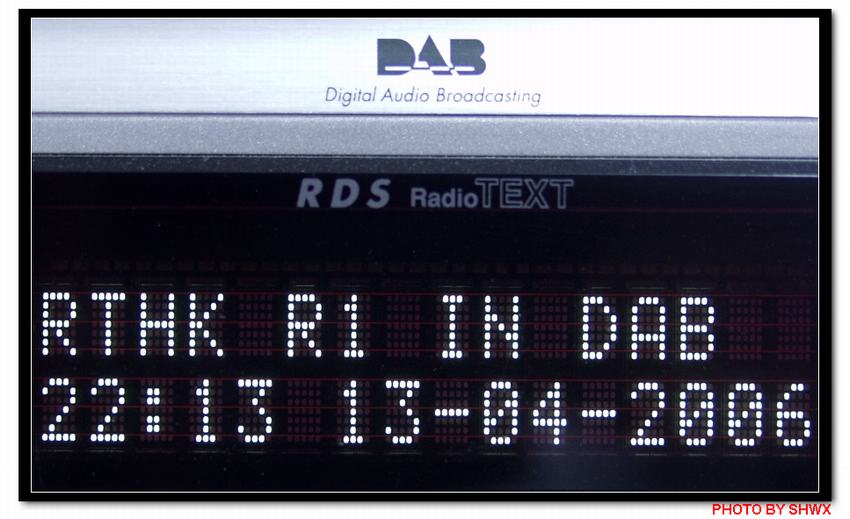 DAB
Digital Audio Broadcasting
RDS RadioTEXT
RTHK R1 IN DAB
22:13 13-04-2006
PHOTO BY SHWX